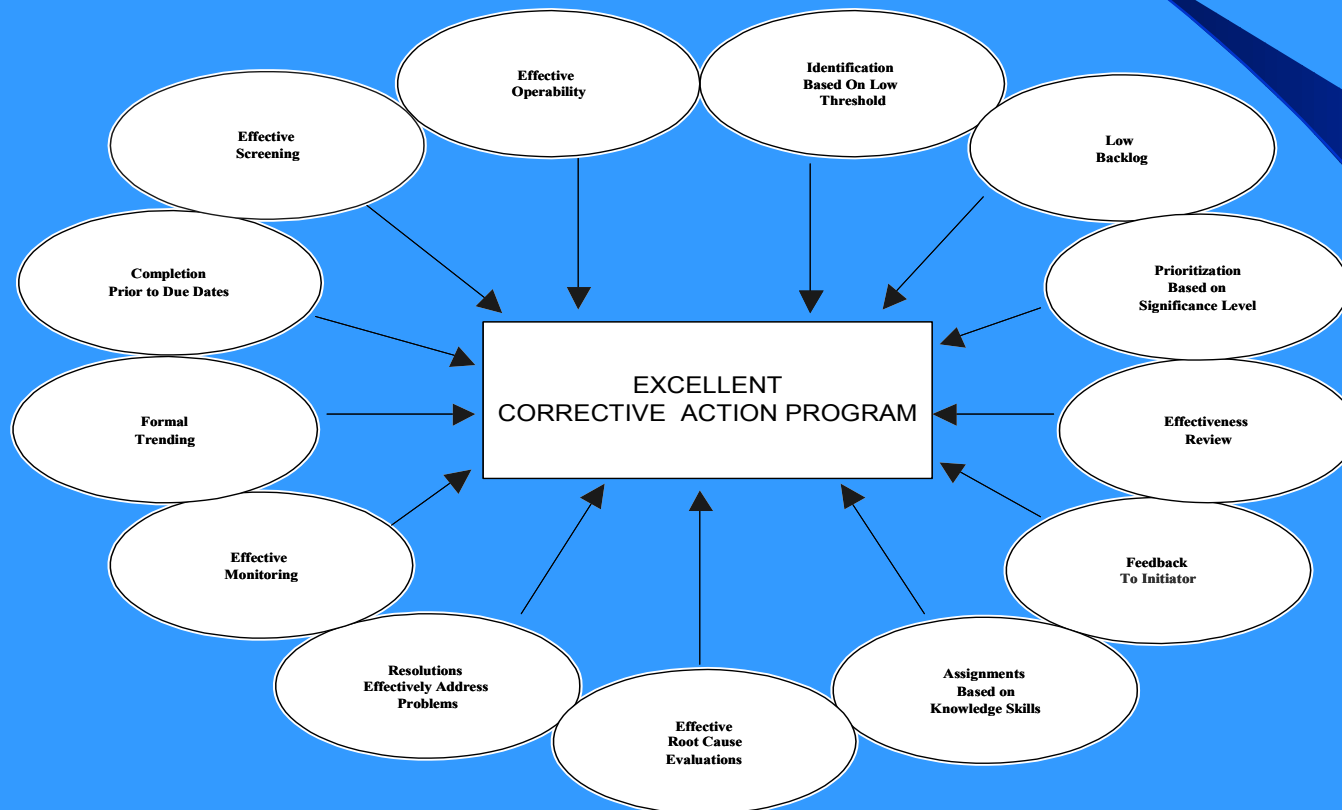 Effective
Operability
Identification
Based On Low
Threshold
Effective
Screening
Low
Backlog
Completion
Prior to Due Dates
Prioritization
Based on
Significance Level
EXCELLENT
CORRECTIVE ACTION PROGRAM
Formal
Trending
Effectiveness
Review
Effective
Monitoring
Feedback
To Initiator
Resolutions
Effectively Address
Problems
Assignments
Based on
Knowledge Skills
Effective
Root Cause
Evaluations